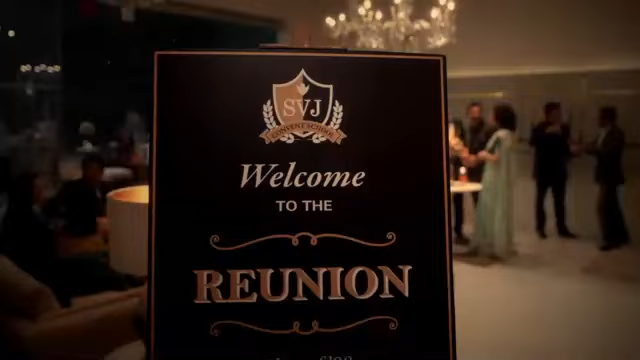 SVJ
CONVENT SCHOOL
Welcome
TO THE
REUNION